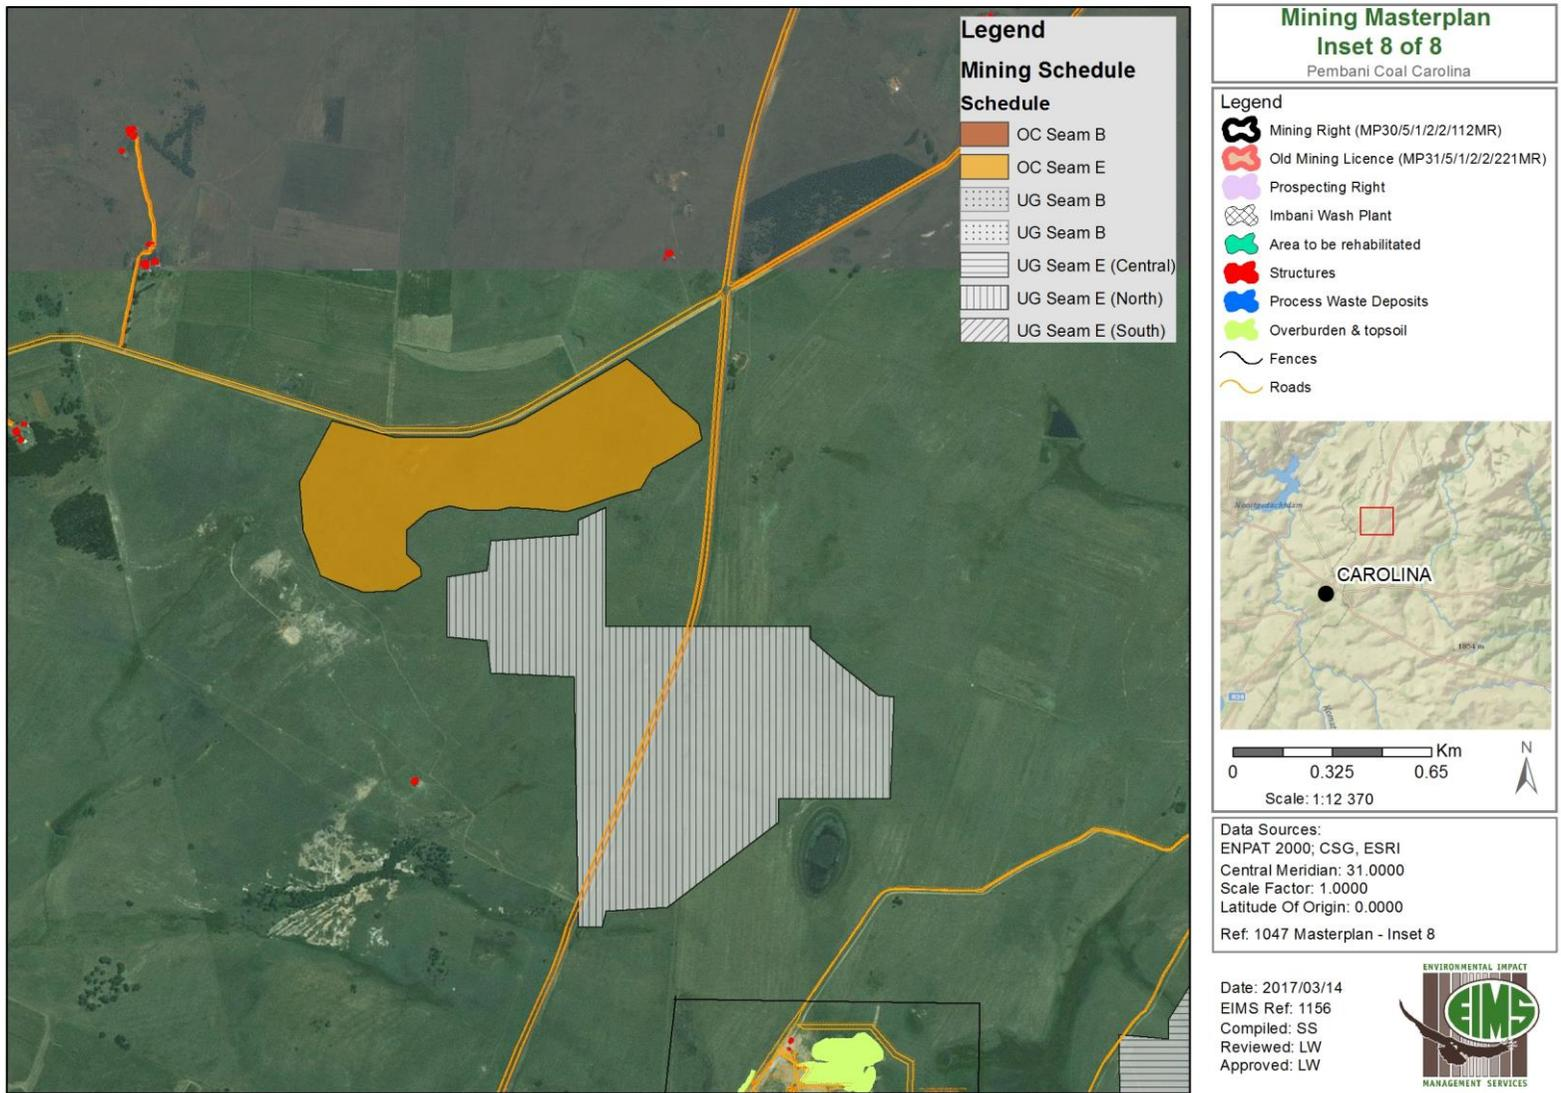 Legend
Mining Schedule
Schedule
OC Seam B
OC Seam E
UG Seam B
UG Seam B
UG Seam E (Central)
UG Seam E (North)
UG Seam E (South)
Mining Masterplan
Inset 8 of 8
Pembani Coal Carolina
Legend
Mining Right (MP30/5/1/2/2/112MR)
Old Mining Licence (MP31/5/1/2/2/221MR)
Prospecting Right
Imbani Wash Plant
Area to be rehabilitated
Structures
Process Waste Deposits
Overburden & topsoil
Fences
Roads
CAROLINA
Km
N
0 0.325 0.65
Scale: 1:12 370
Data Sources:
ENPAT 2000; CSG, ESRI
Central Meridian: 31.0000
Scale Factor: 1.0000
Latitude Of Origin: 0.0000
Ref: 1047 Masterplan - Inset 8
Date: 2017/03/14
EIMS Ref: 1156
Compiled: SS
Reviewed: LW
Approved: LW
ENVIRONMENTAL IMPACT
EIMS
MANAGEMENT SERVICES